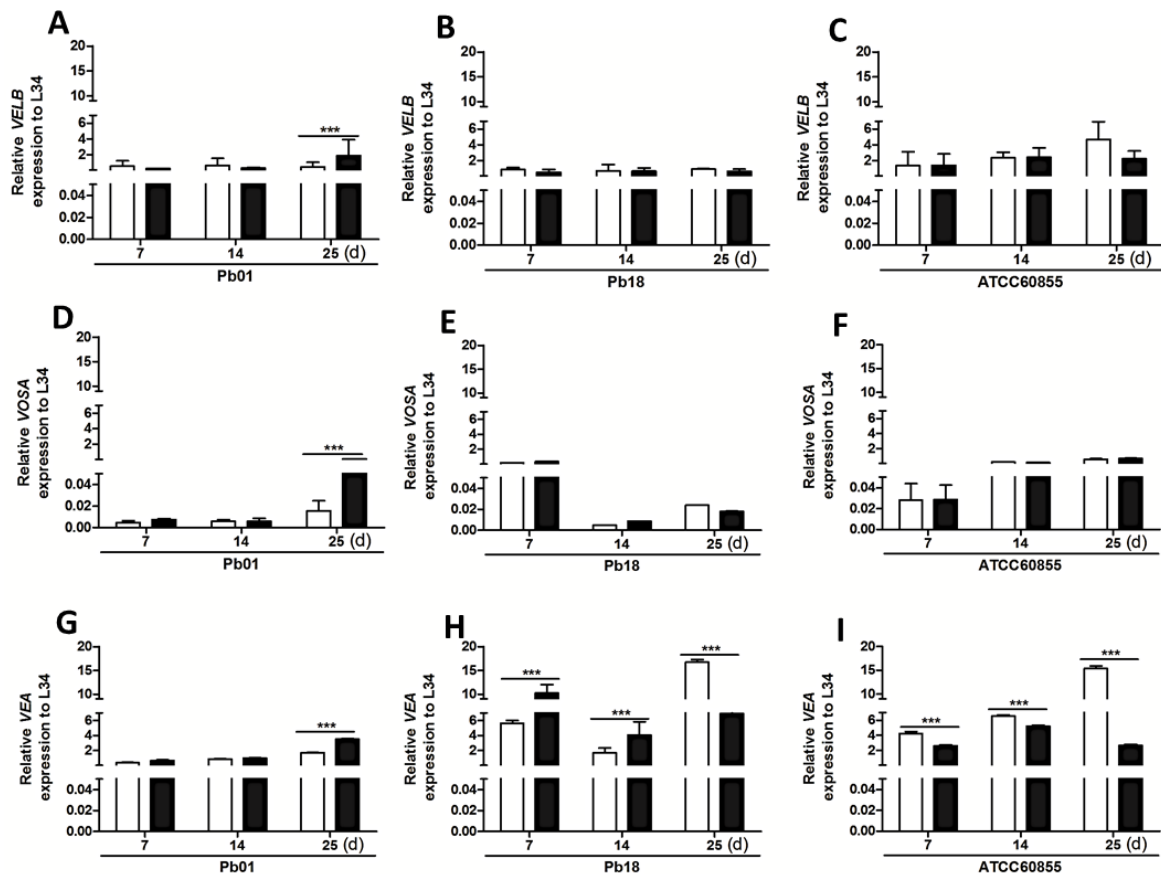 A
Relative VELB
expression to L34
20
15
10
6
4
2
0.04
0.02
0.00
***
7 14 25 (d)
Pb01
B
Relative VELB
expression to L34
20
15
10
6
4
2
0.04
0.02
0.00
7 14 25 (d)
Pb18
C
Relative VELB
expression to L34
20
15
10
6
4
2
0.04
0.02
0.00
7 14 25 (d)
ATCC60855
D
Relative VOSA
expression to L34
20
15
10
6
4
2
0.04
0.02
0.00
***
7 14 25 (d)
Pb01
E
Relative VOSA
expression to L34
20
15
10
6
4
2
0.04
0.02
0.00
7 14 25 (d)
Pb18
F
Relative VOSA
expression to L34
20
15
10
6
4
2
0.04
0.02
0.00
7 14 25 (d)
ATCC60855
G
Relative VEA
expression to L34
20
15
10
6
4
2
0.04
0.02
0.00
***
7 14 25 (d)
Pb01
H
Relative VEA
expression to L34
20
15
10
6
4
2
0.04
0.02
0.00
***
***
***
7 14 25 (d)
Pb18
I
Relative VEA
expression to L34
20
15
10
6
4
2
0.04
0.02
0.00
***
***
***
7 14 25 (d)
ATCC60855